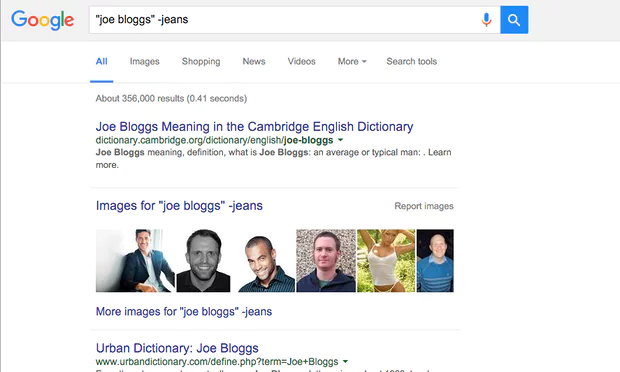 Google "joe bloggs" -jeans
All Images Shopping News Videos More Search tools
About 356,000 results (0.41 seconds)
Joe Bloggs Meaning in the Cambridge English Dictionary
dictionary.cambridge.org/dictionary/english/joe-bloggs
Joe Bloggs meaning, definition, what is Joe Bloggs: an average or typical man: . Learn
more.
Images for "joe bloggs" -jeans Report images
More images for "joe bloggs" -jeans
Urban Dictionary: Joe Bloggs
www.urbandictionary.com/define.php?term=Joe+Bloggs